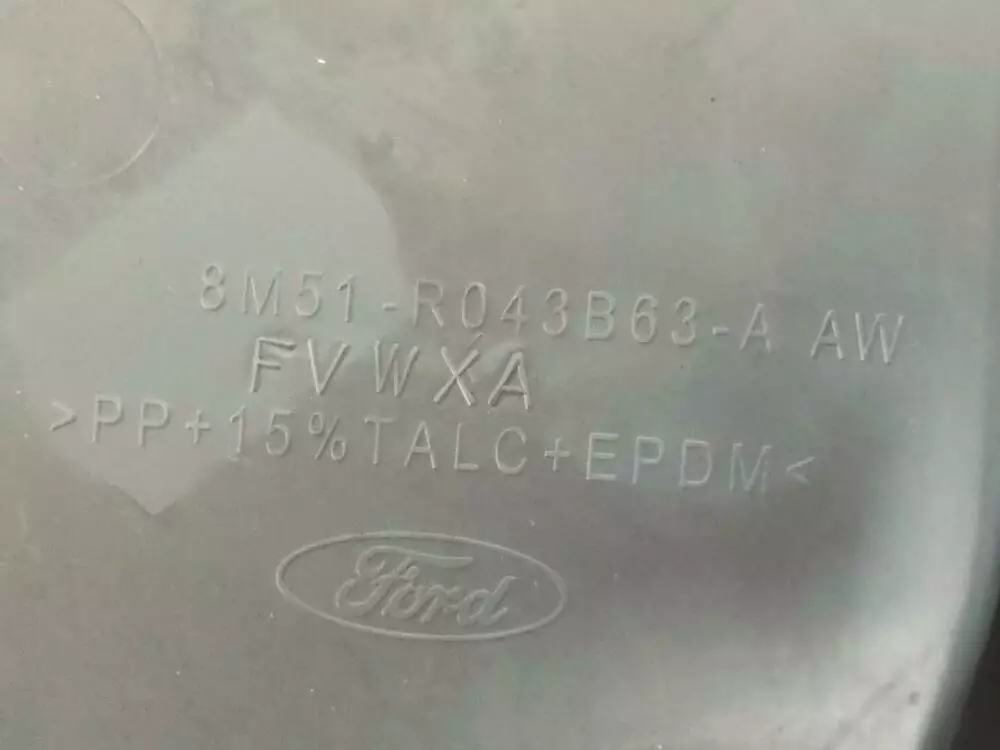 8M51-R043B63-A AW
FVWXA
>PP+15%TALC+EPDM<
Ford